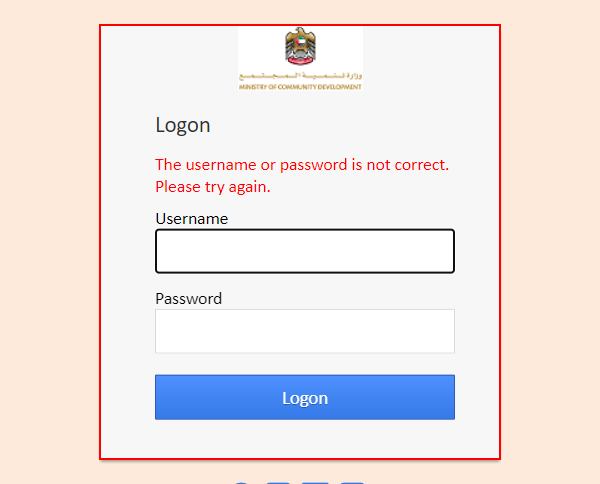 وزارة تنمية المجتمع
MINISTRY OF COMMUNITY DEVELOPMENT
Logon
The username or password is not correct.
Please try again.
Username
Password
Logon